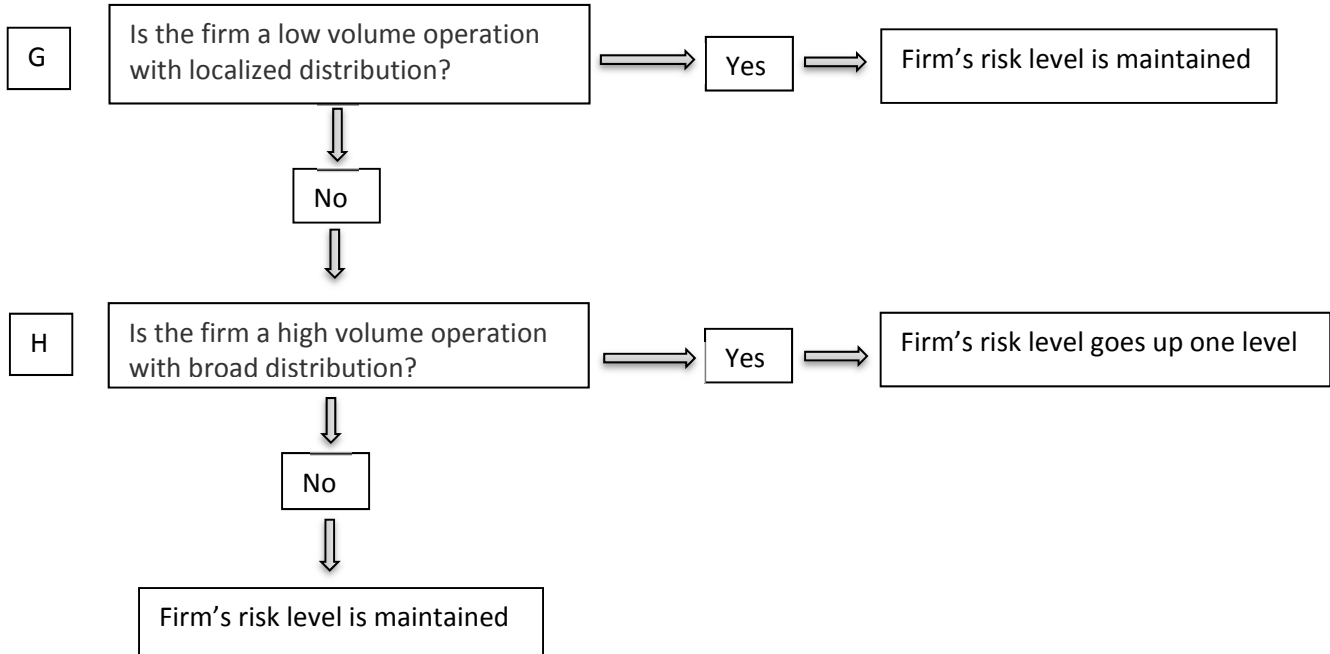 G
Is the firm a low volume operation
with localized distribution?
Yes
Firm’s risk level is maintained
No
H
Is the firm a high volume operation
with broad distribution?
Yes
Firm’s risk level goes up one level
No
Firm’s risk level is maintained